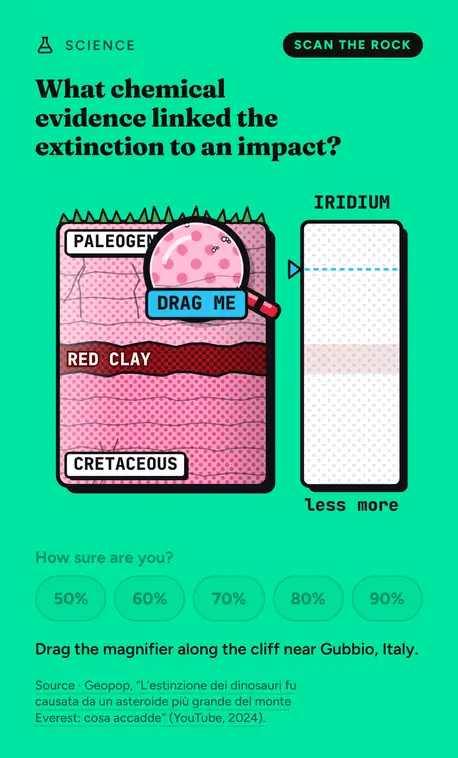 SCIENCE
SCAN THE ROCK
What chemical
evidence linked the
extinction to an impact?
IRIDIUM
PALEOGEN
DRAG ME
RED CLAY
CRETACEOUS
less more
How sure are you?
50% 60% 70% 80% 90%
Drag the magnifier along the cliff near Gubbio, Italy.
Source · Geopop, “L’estinzione dei dinosauri fu
causata da un asteroide più grande del monte
Everest: cosa accadde” (YouTube, 2024).